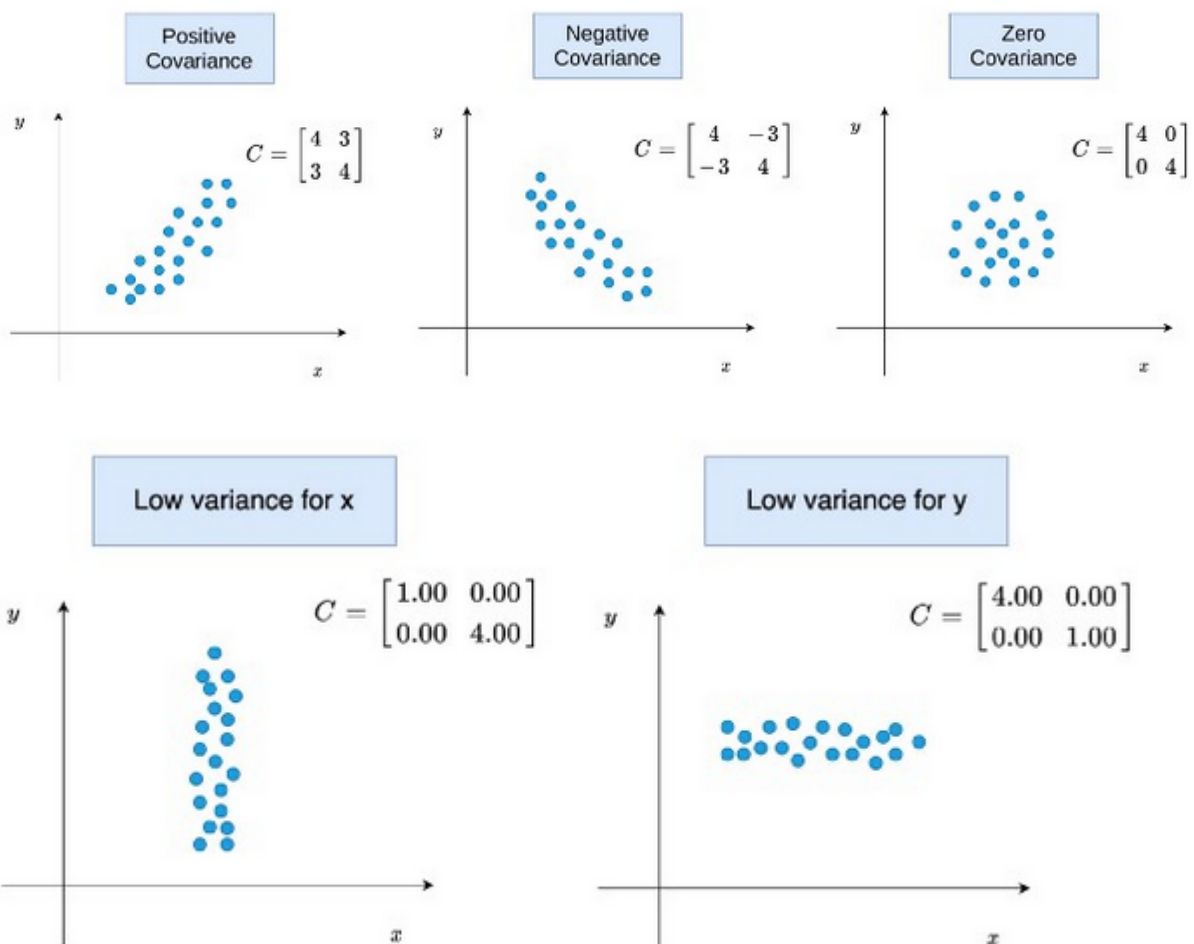 Positive
Covariance
Negative
Covariance
Zero
Covariance
y
C = [4 3
3 4]
x
y
C = [4 −3
−3 4]
x
y
C = [4 0
0 4]
x
Low variance for x
Low variance for y
y
C = [1.00 0.00
0.00 4.00]
x
y
C = [4.00 0.00
0.00 1.00]
x